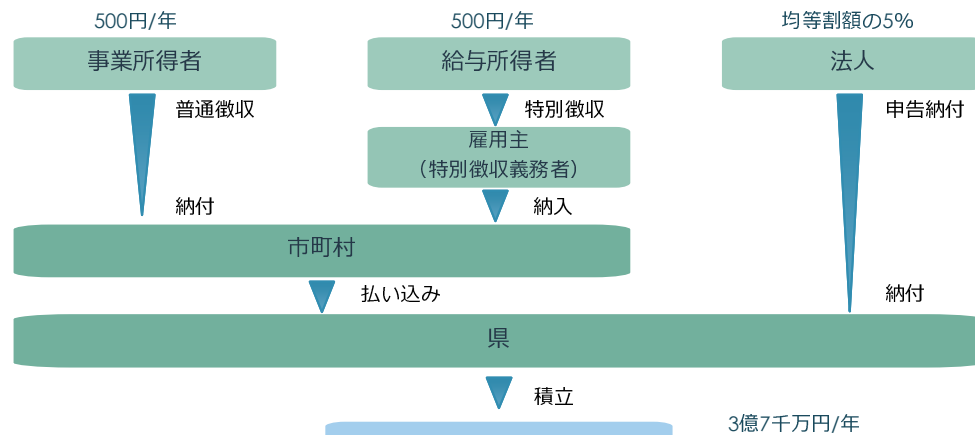 500円/年
500円/年
均等割額の5%
事業所得者
給与所得者
法人
普通徴収
特別徴収
申告納付
雇用主
（特別徴収義務者）
納付
納入
市町村
払い込み
納付
県
積立
3億7千万円/年